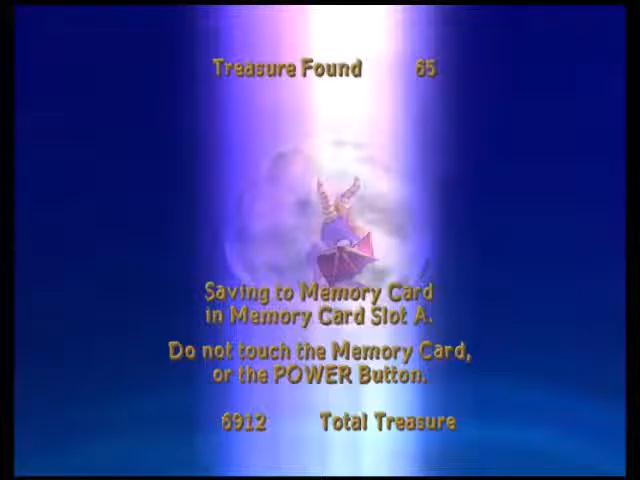 Treasure Found 65
Saving to Memory Card
in Memory Card Slot A.
Do not touch the Memory Card,
or the POWER Button.
6912 Total Treasure